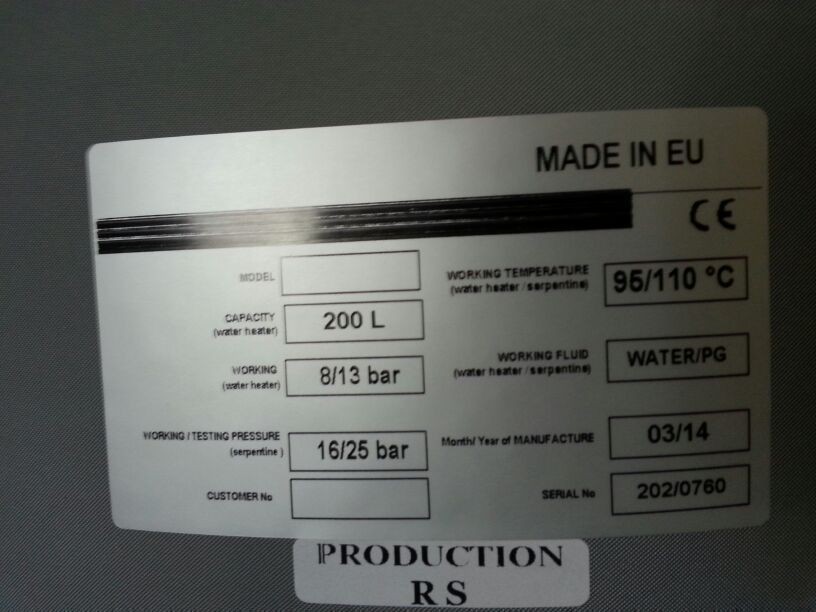 MADE IN EU
CE
MODEL
CAPACITY
(water heater)
200 L
WORKING
(water heater)
8/13 bar
WORKING / TESTING PRESSURE
(serpentine )
16/25 bar
CUSTOMER No
WORKING TEMPERATURE
(water heater / serpentine)
95/110 °C
WORKING FLUID
(water heater / serpentine)
WATER/PG
Month/ Year of MANUFACTURE
03/14
SERIAL No
202/0760
PRODUCTION
RS